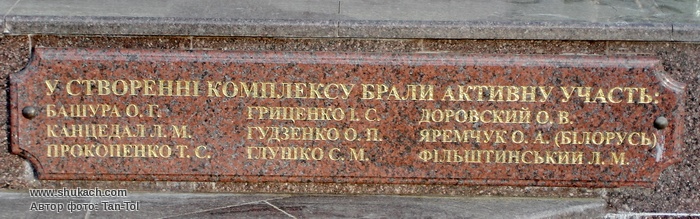 У СТВОРЕННІ КОМПЛЕКСУ БРАЛИ АКТИВНУ УЧАСТЬ:
БАШУРА О. Г. ГРИЦЕНКО І. С. ДОРОВСКИЙ О. В.
КАНЦЕДАЛ Л. М. ГУДЗЕНКО О. П. ЯРЕМЧУК О. А. (БІЛОРУСЬ)
ПРОКОПЕНКО Т. С. ГЛУШКО С. М. ФІЛЬШТИНСЬКИЙ Л. М.
www.shukach.com
Автор фото: Tan-Tol